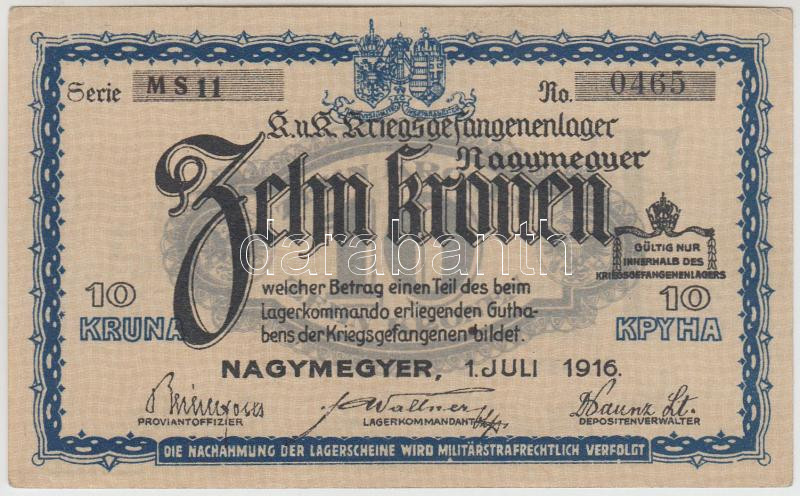 Serie MS11 No. 0465
K.u.K. Kriegsgefangenenlager
Nagymegyer
Zehn Kronen
GÜLTIG NUR
INNERHALB DES
KRIEGSGEFANGENENLAGERS
welcher Betrag einen Teil des beim
Lagerkommando erliegenden Gutha-
bens der Kriegsgefangenen bildet.
10 10
KRUNA КРУНА
NAGYMEGYER, 1. JULI 1916.
Wallner
PROVIANTOFFIZIER LAGERKOMMANDANT DEPOSITENVERWALTER
DIE NACHAHMUNG DER LAGERSCHEINE WIRD MILITÄRSTRAFRECHTLICH VERFOLGT
darabanth